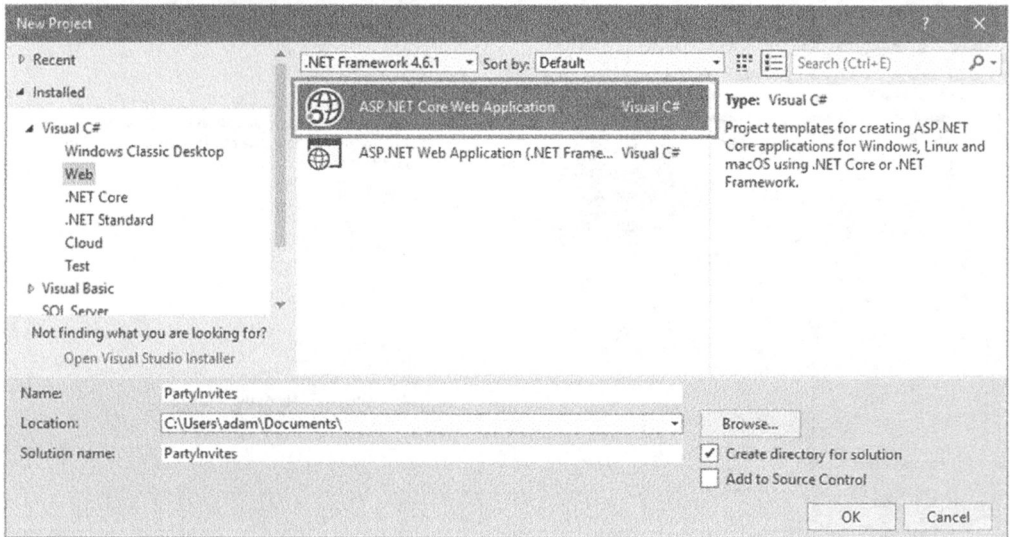 New Project
? ×
Recent
Installed
Visual C#
Windows Classic Desktop
Web
.NET Core
.NET Standard
Cloud
Test
Visual Basic
SQL Server
Not finding what you are looking for?
Open Visual Studio Installer
.NET Framework 4.6.1
Sort by: Default
Search (Ctrl+E)
ASP.NET Core Web Application Visual C#
ASP.NET Web Application (.NET Frame... Visual C#
Type: Visual C#
Project templates for creating ASP.NET
Core applications for Windows, Linux and
macOS using .NET Core or .NET
Framework.
Name: PartyInvites
Location: C:\Users\adam\Documents\
Browse...
Solution name: PartyInvites
Create directory for solution
Add to Source Control
OK Cancel